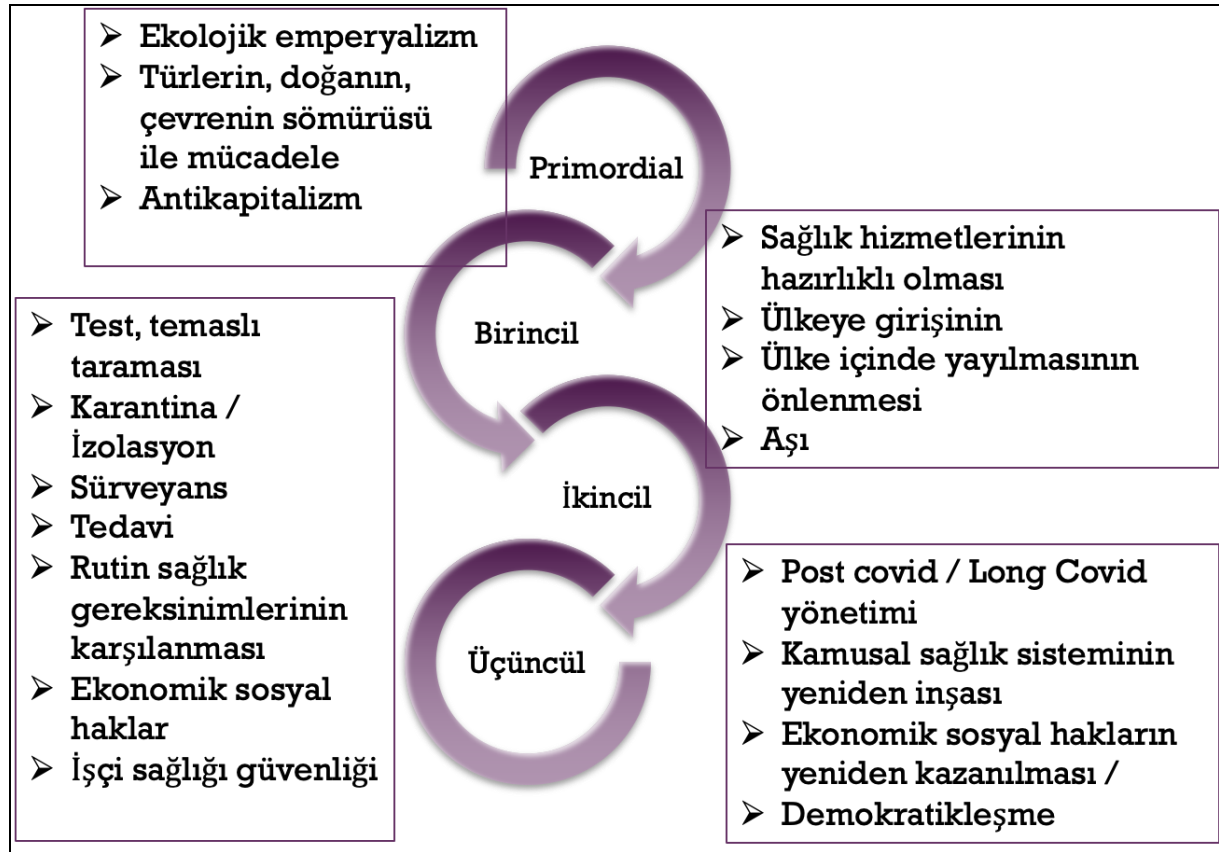 ➢ Ekolojik emperyalizm
➢ Türlerin, doğanın,
çevrenin sömürüsü
ile mücadele
➢ Antikapitalizm
Primordial
Birincil
➢ Sağlık hizmetlerinin
hazırlıklı olması
➢ Ülkeye girişinin
➢ Ülke içinde yayılmasının
önlenmesi
➢ Aşı
İkincil
➢ Test, temaslı
taraması
➢ Karantina /
İzolasyon
➢ Sürveyans
➢ Tedavi
➢ Rutin sağlık
gereksinimlerinin
karşılanması
➢ Ekonomik sosyal
haklar
➢ İşçi sağlığı güvenliği
Üçüncül
➢ Post covid / Long Covid
yönetimi
➢ Kamusal sağlık sisteminin
yeniden inşası
➢ Ekonomik sosyal hakların
yeniden kazanılması /
➢ Demokratikleşme